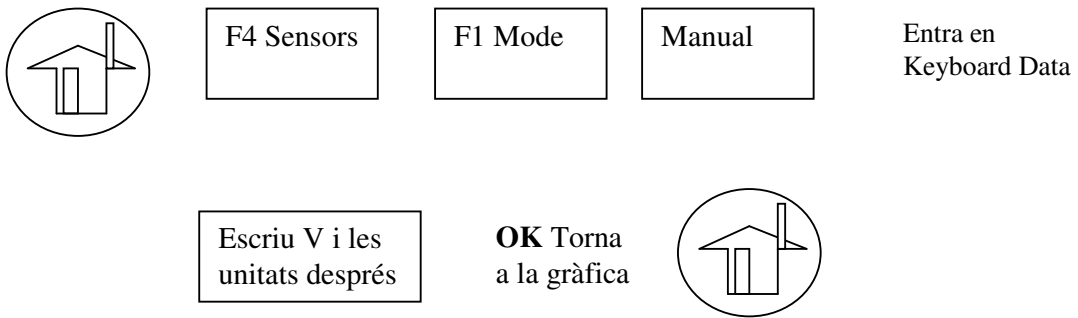 F4 Sensors
F1 Mode
Manual
Entra en
Keyboard Data
Escriu V i les
unitats després
OK Torna
a la gràfica